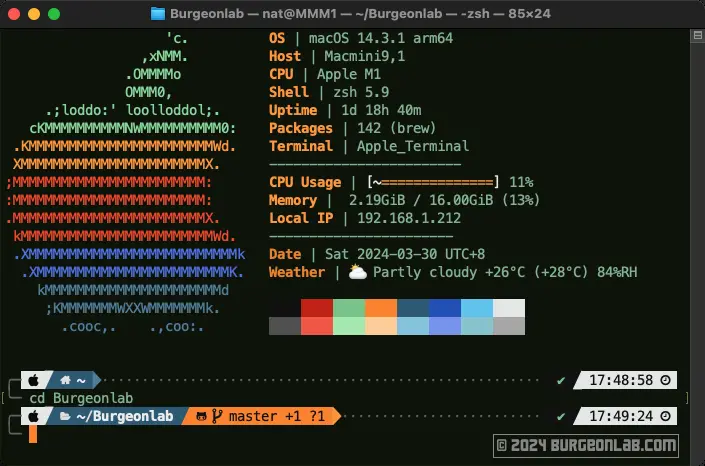 Burgeonlab — nat@MMM1 — ~/Burgeonlab — -zsh — 85×24
'c.
,xNMM.
.OMMMMo
OMMM0,
.;loddo:' loolloddol;.
cKMMMMMMMMMMNWMMMMMMMMMM0:
.KMMMMMMMMMMMMMMMMMMMMMMMWd.
XMMMMMMMMMMMMMMMMMMMMMMMX.
;MMMMMMMMMMMMMMMMMMMMMMMM:
:MMMMMMMMMMMMMMMMMMMMMMMM:
.MMMMMMMMMMMMMMMMMMMMMMMMX.
kMMMMMMMMMMMMMMMMMMMMMMMMWd.
.XMMMMMMMMMMMMMMMMMMMMMMMMMMk
.XMMMMMMMMMMMMMMMMMMMMMMMMK.
kMMMMMMMMMMMMMMMMMMMMMMd
;KMMMMMMMWXXWMMMMMMMk.
.cooc,. .,coo:.
OS | macOS 14.3.1 arm64
Host | Macmini9,1
CPU | Apple M1
Shell | zsh 5.9
Uptime | 1d 18h 40m
Packages | 142 (brew)
Terminal | Apple_Terminal
------------------------
CPU Usage | [~==============] 11%
Memory | 2.19GiB / 16.00GiB (13%)
Local IP | 192.168.1.212
-----------------------
Date | Sat 2024-03-30 UTC+8
Weather | ⛅ Partly cloudy +26°C (+28°C) 84%RH
~ ✔ 17:48:58
cd Burgeonlab
~/Burgeonlab master +1 ?1 ✔ 17:49:24
© 2024 BURGEONLAB.COM